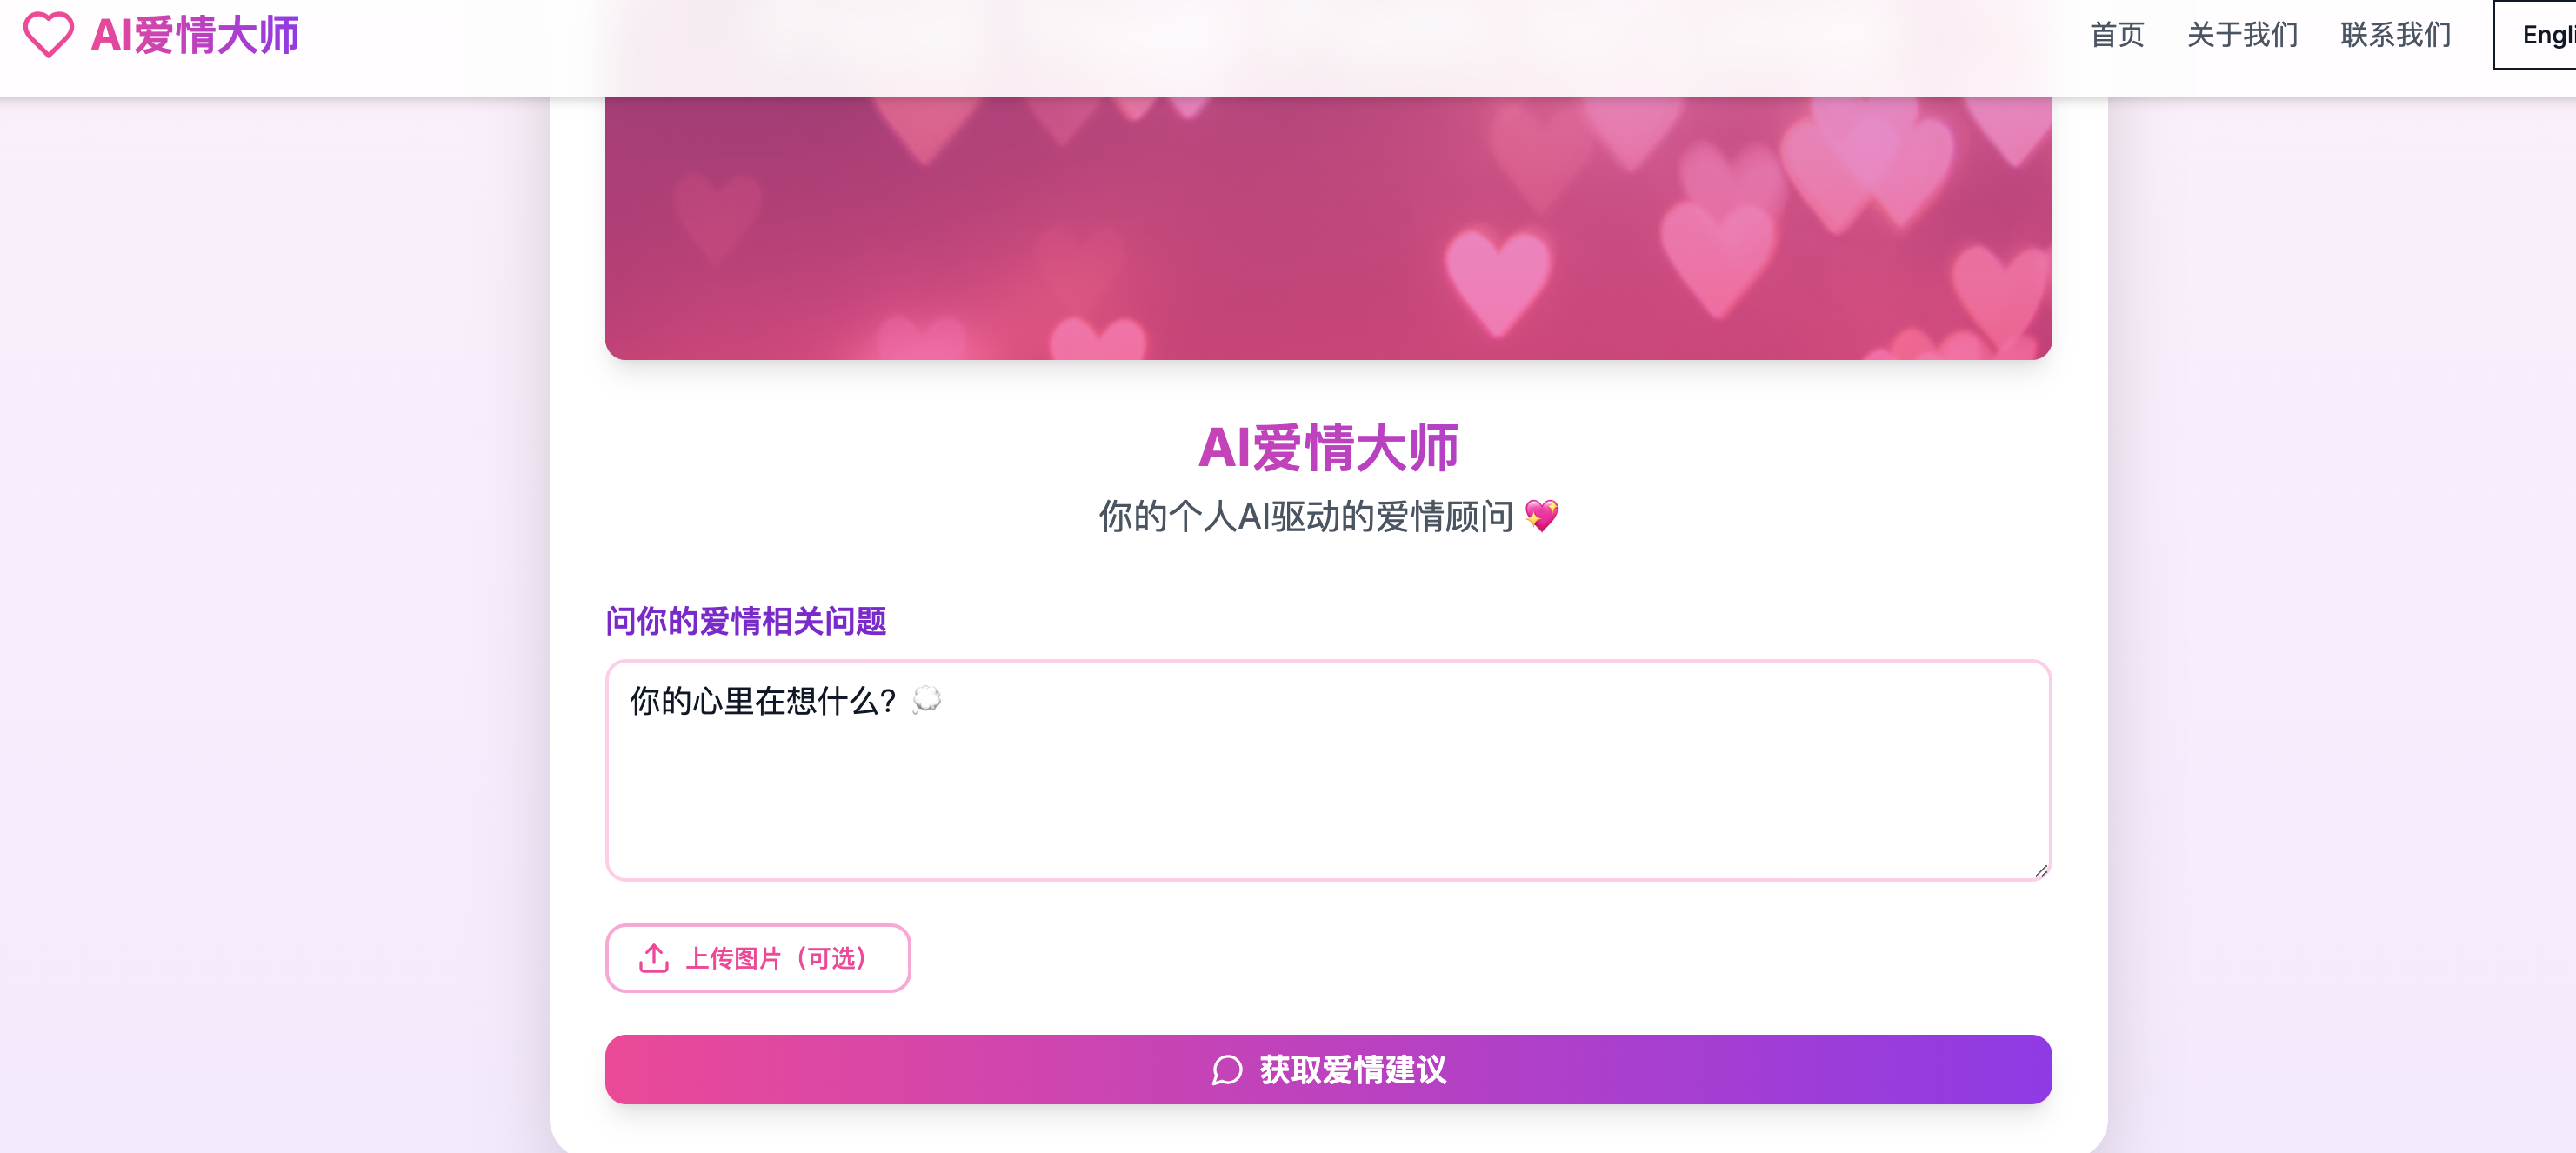 AI爱情大师
首页 关于我们 联系我们 Engli
AI爱情大师
你的个人AI驱动的爱情顾问 💖
问你的爱情相关问题
你的心里在想什么? 💭
上传图片（可选）
获取爱情建议